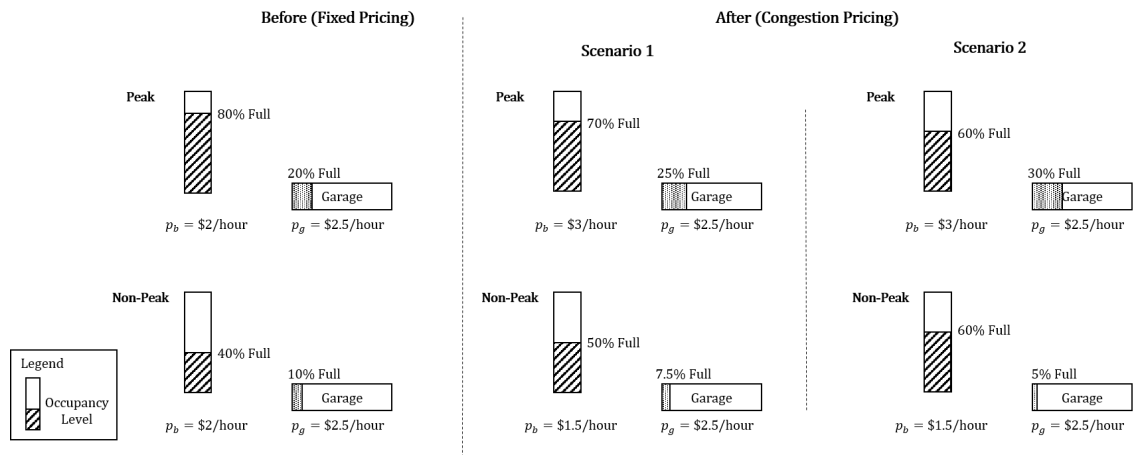 Before (Fixed Pricing)
After (Congestion Pricing)
Scenario 1
Scenario 2
Peak
80% Full
20% Full
Garage
p_b = $2/hour
p_g = $2.5/hour
Peak
70% Full
25% Full
Garage
p_b = $3/hour
p_g = $2.5/hour
Peak
60% Full
30% Full
Garage
p_b = $3/hour
p_g = $2.5/hour
Non-Peak
40% Full
10% Full
Garage
p_b = $2/hour
p_g = $2.5/hour
Non-Peak
50% Full
7.5% Full
Garage
p_b = $1.5/hour
p_g = $2.5/hour
Non-Peak
60% Full
5% Full
Garage
p_b = $1.5/hour
p_g = $2.5/hour
Legend
Occupancy
Level